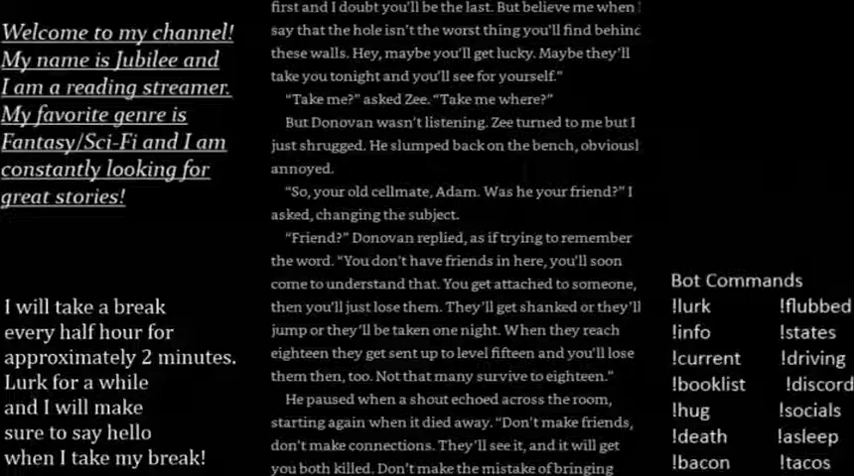 Welcome to my channel!
My name is Jubilee and
I am a reading streamer.
My favorite genre is
Fantasy/Sci-Fi and I am
constantly looking for
great stories!
I will take a break
every half hour for
approximately 2 minutes.
Lurk for a while
and I will make
sure to say hello
when I take my break!
first and I doubt you'll be the last. But believe me when
say that the hole isn't the worst thing you'll find behind
these walls. Hey, maybe you'll get lucky. Maybe they'll
take you tonight and you'll see for yourself.”
“Take me?” asked Zee. “Take me where?”
But Donovan wasn't listening. Zee turned to me but I
just shrugged. He slumped back on the bench, obviousl
annoyed.
“So, your old cellmate, Adam. Was he your friend?” I
asked, changing the subject.
“Friend?” Donovan replied, as if trying to remember
the word. “You don't have friends in here, you'll soon
come to understand that. You get attached to someone,
then you'll just lose them. They'll get shanked or they'll
jump or they'll be taken one night. When they reach
eighteen they get sent up to level fifteen and you'll lose
them then, too. Not that many survive to eighteen.”
He paused when a shout echoed across the room,
starting again when it died away. “Don't make friends,
don't make connections. They'll see it, and it will get
you both killed. Don't make the mistake of bringing
Bot Commands
!lurk !flubbed
!info !states
!current !driving
!booklist !discord
!hug !socials
!death !asleep
!bacon !tacos